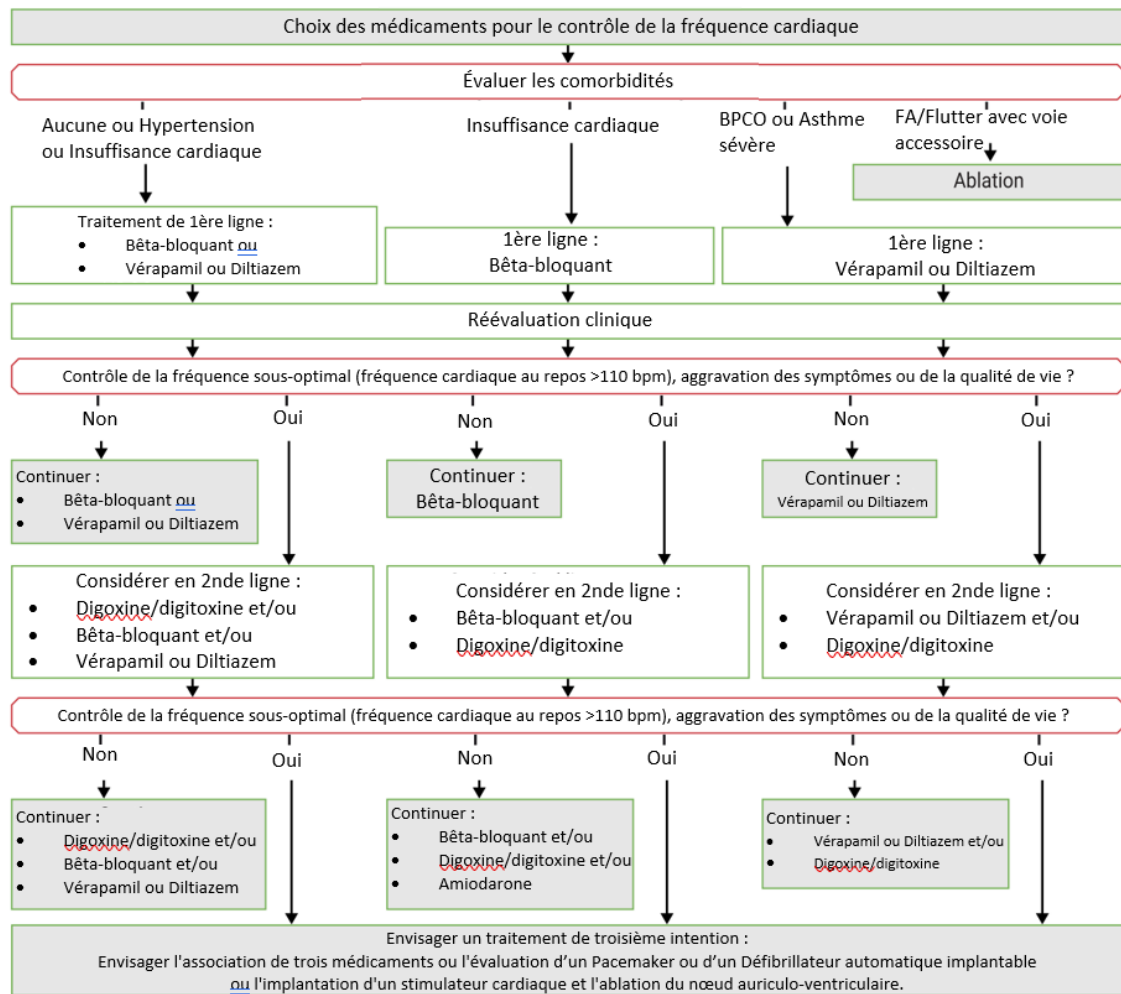 Choix des médicaments pour le contrôle de la fréquence cardiaque
Évaluer les comorbidités
Aucune ou Hypertension
ou Insuffisance cardiaque
Insuffisance cardiaque
BPCO ou Asthme
sévère
FA/Flutter avec voie
accessoire
Ablation
Traitement de 1ère ligne :
• Bêta-bloquant ou
• Vérapamil ou Diltiazem
1ère ligne :
Bêta-bloquant
1ère ligne :
Vérapamil ou Diltiazem
Réévaluation clinique
Contrôle de la fréquence sous-optimal (fréquence cardiaque au repos >110 bpm), aggravation des symptômes ou de la qualité de vie ?
Non
Oui
Non
Oui
Non
Oui
Continuer :
• Bêta-bloquant ou
• Vérapamil ou Diltiazem
Continuer :
Bêta-bloquant
Continuer :
Vérapamil ou Diltiazem
Considérer en 2nde ligne :
• Digoxine/digitoxine et/ou
• Bêta-bloquant et/ou
• Vérapamil ou Diltiazem
Considérer en 2nde ligne :
• Bêta-bloquant et/ou
• Digoxine/digitoxine
Considérer en 2nde ligne :
• Vérapamil ou Diltiazem et/ou
• Digoxine/digitoxine
Contrôle de la fréquence sous-optimal (fréquence cardiaque au repos >110 bpm), aggravation des symptômes ou de la qualité de vie ?
Non
Oui
Non
Oui
Non
Oui
Continuer :
• Digoxine/digitoxine et/ou
• Bêta-bloquant et/ou
• Vérapamil ou Diltiazem
Continuer :
• Bêta-bloquant et/ou
• Digoxine/digitoxine et/ou
• Amiodarone
Continuer :
• Vérapamil ou Diltiazem et/ou
• Digoxine/digitoxine
Envisager un traitement de troisième intention :
Envisager l'association de trois médicaments ou l'évaluation d'un Pacemaker ou d'un Défibrillateur automatique implantable
ou l'implantation d'un stimulateur cardiaque et l'ablation du nœud auriculo-ventriculaire.